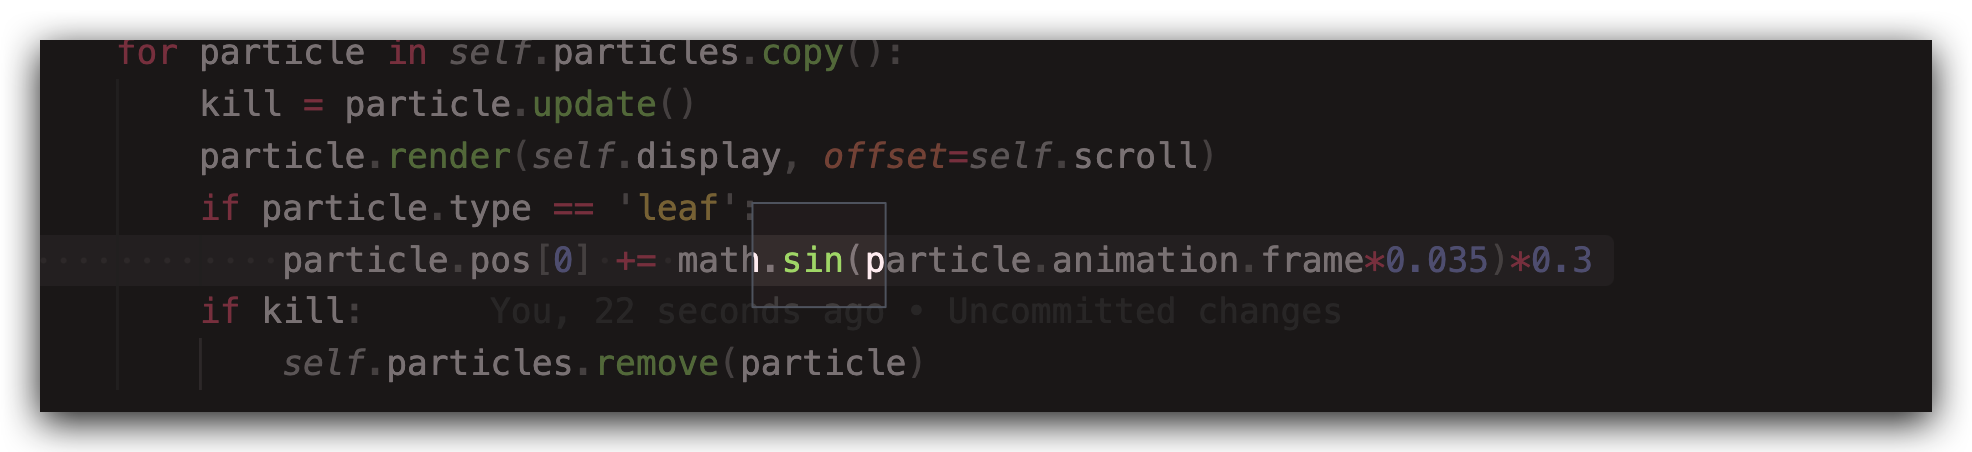 for particle in self.particles.copy():
kill = particle.update()
particle.render(self.display, offset=self.scroll)
if particle.type == 'leaf':
particle.pos[0] += math.sin(particle.animation.frame*0.035)*0.3
if kill: You, 22 seconds ago • Uncommitted changes
self.particles.remove(particle)